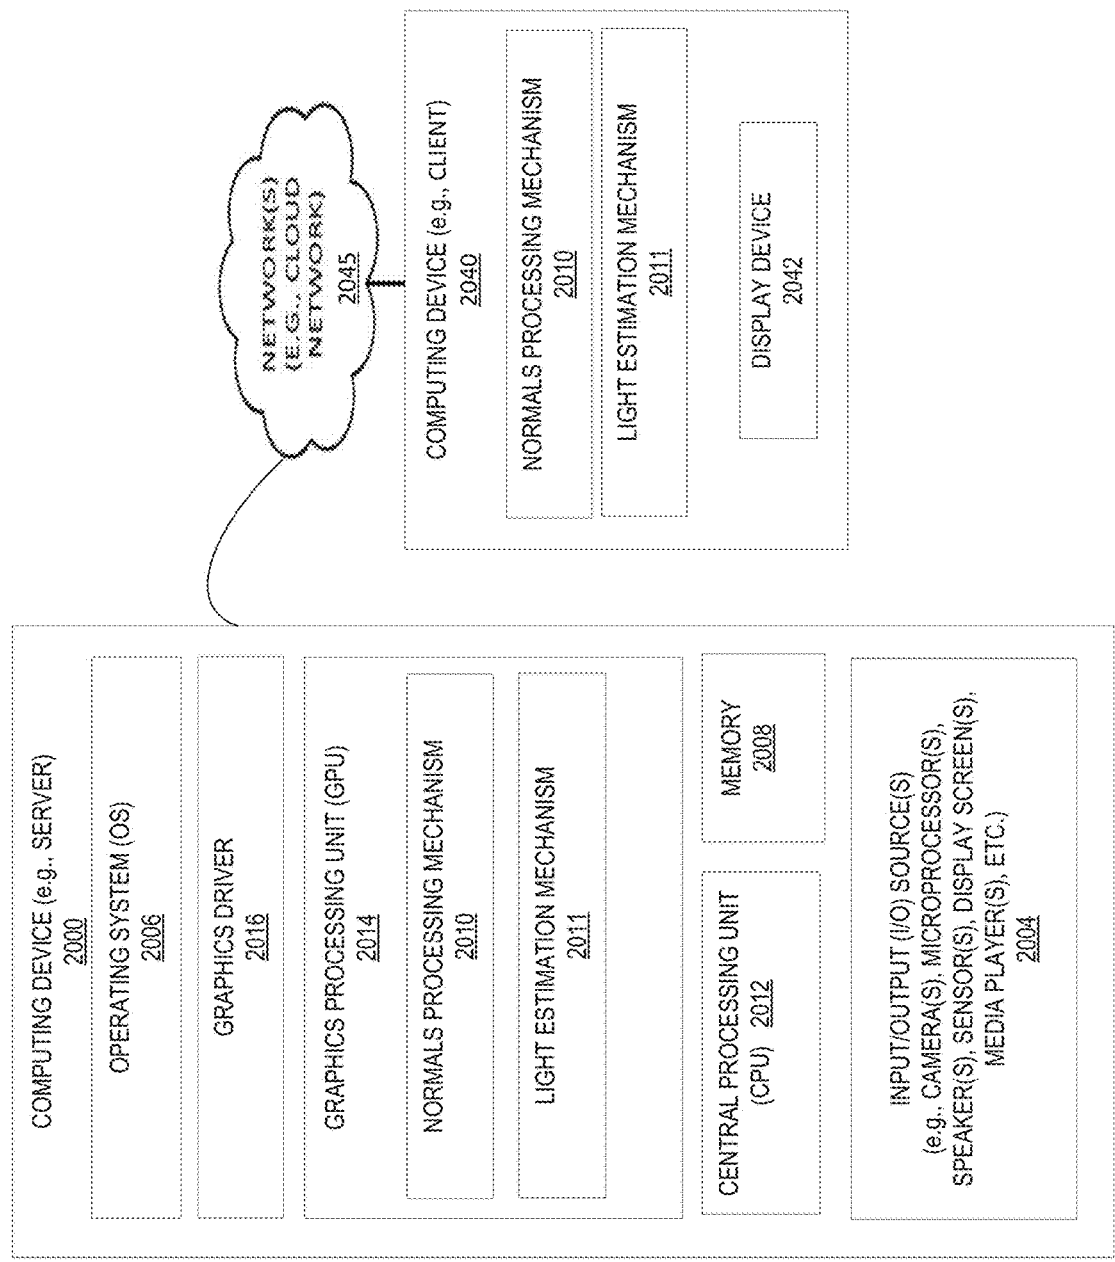 COMPUTING DEVICE (e.g., SERVER)
2000
OPERATING SYSTEM (OS)
2006
GRAPHICS DRIVER
2016
GRAPHICS PROCESSING UNIT (GPU)
2014
NORMALS PROCESSING MECHANISM
2010
LIGHT ESTIMATION MECHANISM
2011
CENTRAL PROCESSING UNIT
(CPU) 2012
MEMORY
2008
INPUT/OUTPUT (I/O) SOURCE(S)
(e.g., CAMERA(S), MICROPROCESSOR(S),
SPEAKER(S), SENSOR(S), DISPLAY SCREEN(S),
MEDIA PLAYER(S), ETC.)
2004
NETWORK(S)
(E.G., CLOUD
NETWORK)
2045
COMPUTING DEVICE (e.g., CLIENT)
2040
NORMALS PROCESSING MECHANISM
2010
LIGHT ESTIMATION MECHANISM
2011
DISPLAY DEVICE
2042